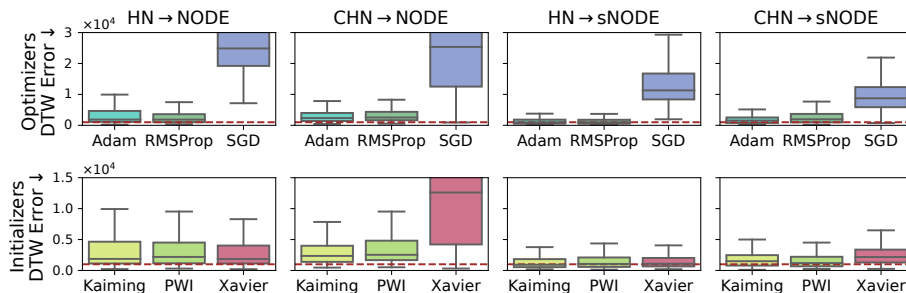 HN → NODE
CHN → NODE
HN → sNODE
CHN → sNODE
×10⁴
Optimizers
DTW Error ↓
3
2
1
0
Adam RMSProp SGD
Adam RMSProp SGD
Adam RMSProp SGD
Adam RMSProp SGD
×10⁴
Initializers
DTW Error ↓
1.5
1.0
0.5
0.0
Kaiming PWI Xavier
Kaiming PWI Xavier
Kaiming PWI Xavier
Kaiming PWI Xavier